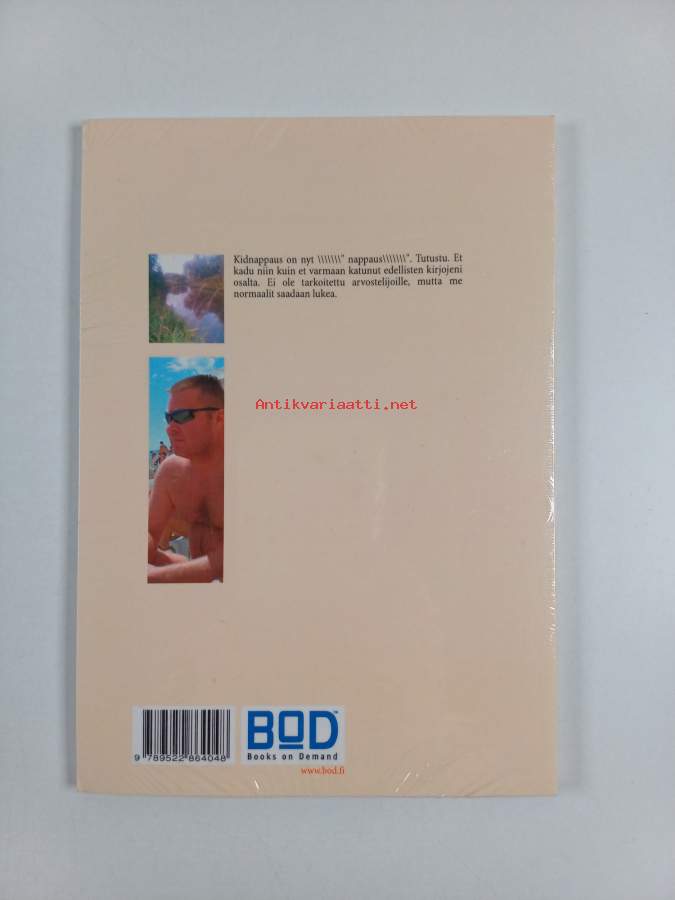 Kidnappaus on nyt \\\\\\\" nappaus\\\\\\\". Tutustu. Et
kadu niin kuin et varmaan katunut edellisten kirjojeni
osalta. Ei ole tarkoitettu arvostelijoille, mutta me
normaalit saadaan lukea.
Antikvariaatti.net
BOD™
Books on Demand
9 789522 864048
www.bod.fi